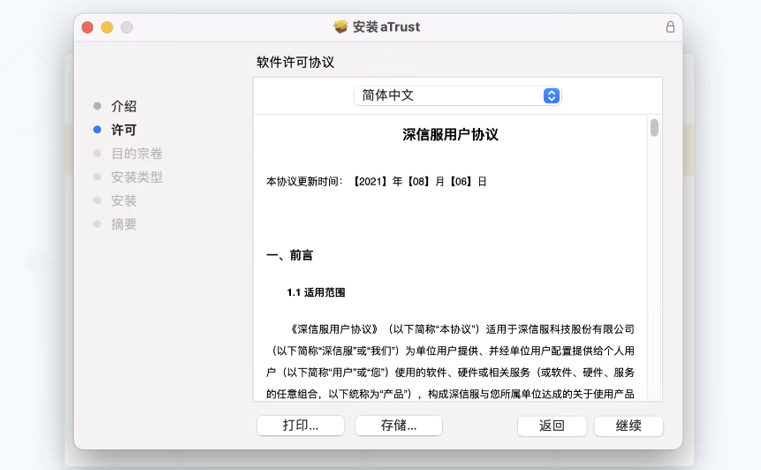 安装 aTrust
软件许可协议
介绍
许可
目的宗卷
安装类型
安装
摘要
简体中文
深信服用户协议
本协议更新时间：【2021】年【08】月【06】日
一、前言
1.1 适用范围
《深信服用户协议》（以下简称“本协议”）适用于深信服科技股份有限公司
（以下简称“深信服”或“我们”）为单位用户提供、并经单位用户配置提供给个人用
户（以下简称“用户”或“您”）使用的软件、硬件或相关服务（或软件、硬件、服务
的任意组合，以下统称为“产品”），构成深信服与您所属单位达成的关于使用产品
打印... 存储... 返回 继续